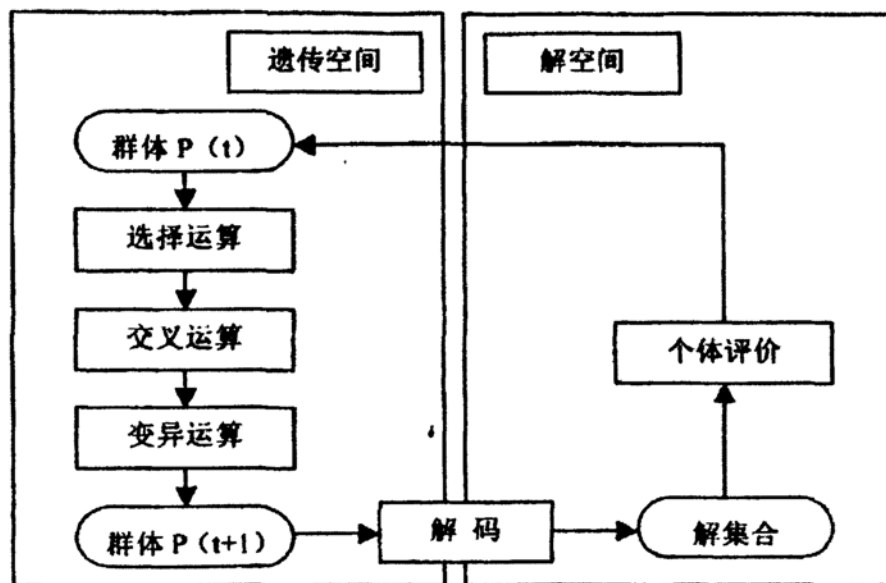 遗传空间
解空间
群体 P（t）
选择运算
交义运算
个体评价
变异运算
群体 P（t+1）
解 码
解集合